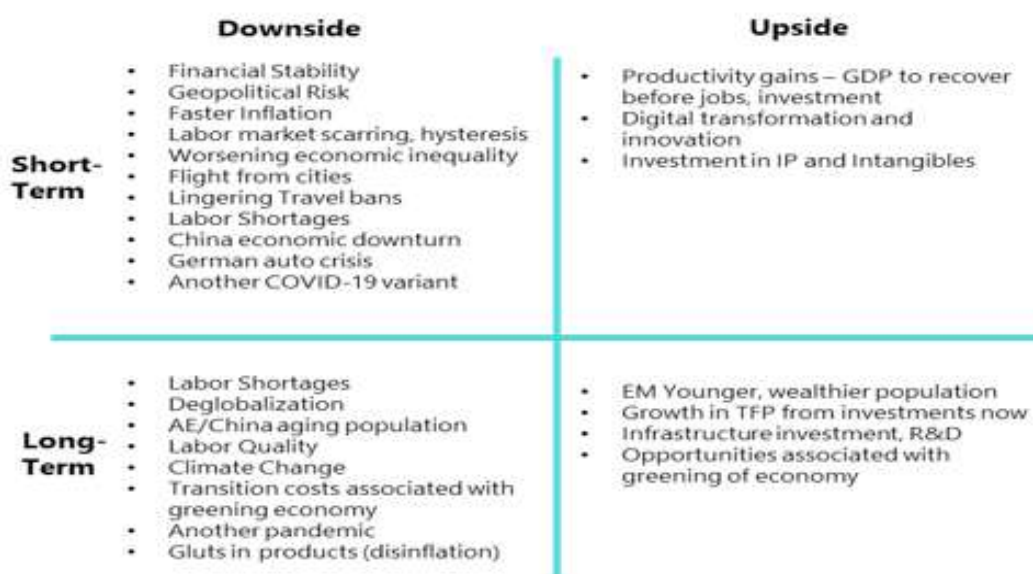 Downside
Upside
Short-
Term
• Financial Stability
• Geopolitical Risk
• Faster Inflation
• Labor market scarring, hysteresis
• Worsening economic inequality
• Flight from cities
• Lingering Travel bans
• Labor Shortages
• China economic downturn
• German auto crisis
• Another COVID-19 variant
• Productivity gains – GDP to recover
before jobs, investment
• Digital transformation and
innovation
• Investment in IP and Intangibles
Long-
Term
• Labor Shortages
• Deglobalization
• AE/China aging population
• Labor Quality
• Climate Change
• Transition costs associated with
greening economy
• Another pandemic
• Gluts in products (disinflation)
• EM Younger, wealthier population
• Growth in TFP from investments now
• Infrastructure investment, R&D
• Opportunities associated with
greening of economy